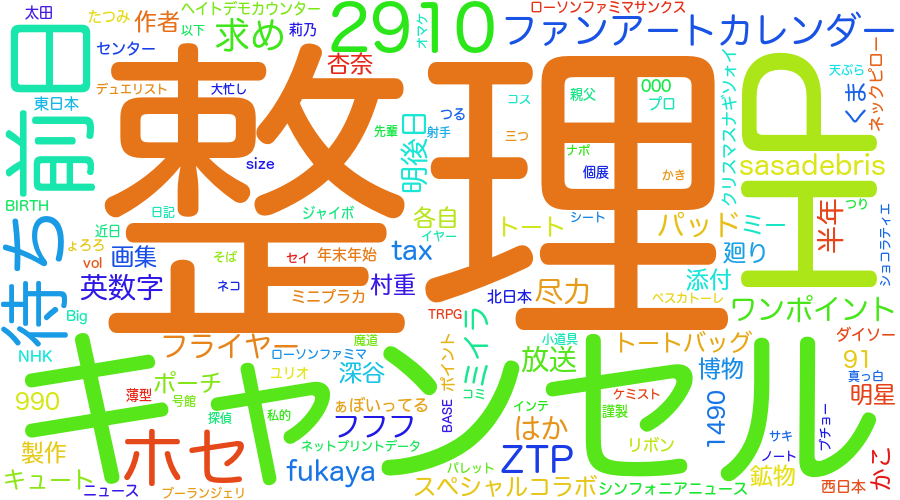 太田
たつみ
作者
ヘイトデモカウンター
以下
求め
莉乃
オマケ
2910
ローソンファミマサンクス
ファンアートカレンダー
センター
杏奈
前日
東日本
デュエリスト
大忙し
整理
先輩
明後日
射手
つる
コス
三つ
親父
000
プロ
ナポ
個展
かき
クリスマスナギソォイ
HP
天ぷら
くま
ネックピロー
sasadebris
size
BIRTH
日記
ジャイボ
各自
イヤー
トート
シート
パッド
ミー
半年
つり
ショコラティエ
待ち
近日
ょろろ
vol
画集
そば
セイ
年末年始
tax
廻り
英数字
ネコ
ミニプラカ
村重
北日本
尽力
添付
ペスカトーレ
ワンポイント
Big
TRPG
NHK
フライヤー
魔道
ローソンファミマ
ポイント
ミイラ
小道具
トートバッグ
ダイソー
キャンセル
放送
博物
91
真っ白
990
薄型
ポーチ
号館
ユリオ
深谷
コミ
ケミスト
明星
ぁぼいってる
謹製
1490
ブチョー
探偵
私的
フフフ
BASE
インテ
はか
製作
ホセ
ネットプリントデータ
リボン
サキ
ノート
かこ
キュート
fukaya
パレット
ZTP
鉱物
ニュース
ブーランジェリ
スペシャルコラボ
シンフォニアニュース
西日本